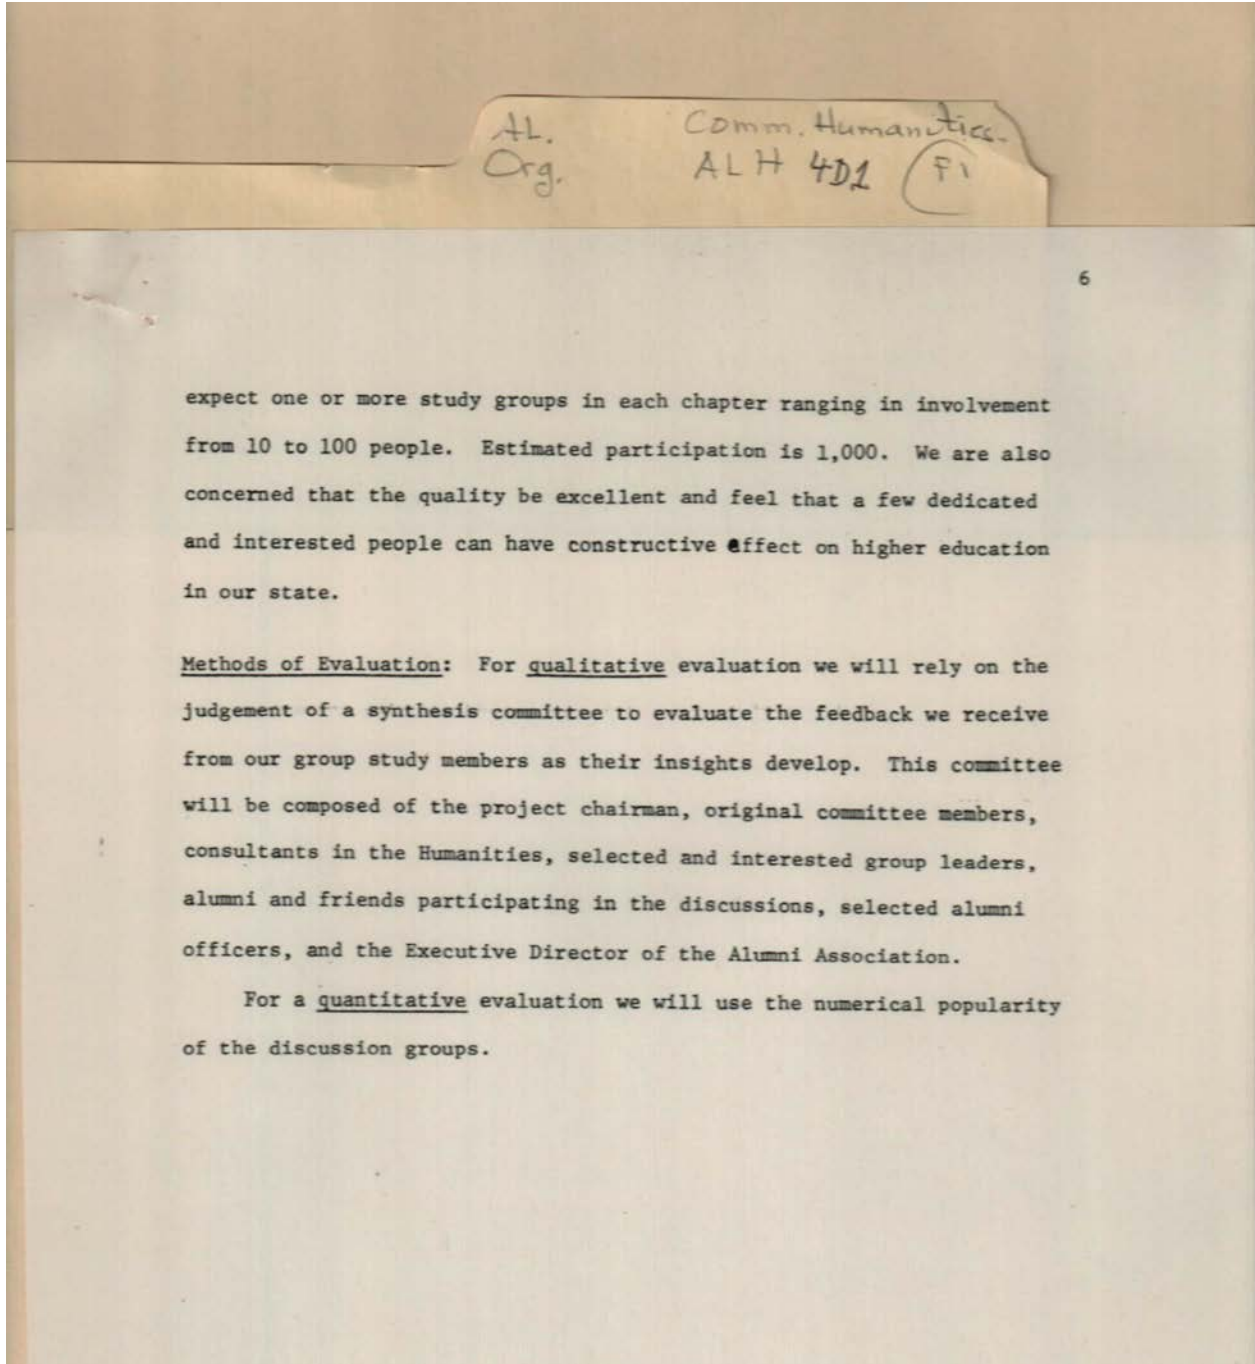 AL. Comm. Humanities.
Org. ALH 4D1 F1
6
expect one or more study groups in each chapter ranging in involvement
from 10 to 100 people. Estimated participation is 1,000. We are also
concerned that the quality be excellent and feel that a few dedicated
and interested people can have constructive effect on higher education
in our state.
Methods of Evaluation: For qualitative evaluation we will rely on the
judgement of a synthesis committee to evaluate the feedback we receive
from our group study members as their insights develop. This committee
will be composed of the project chairman, original committee members,
consultants in the Humanities, selected and interested group leaders,
alumni and friends participating in the discussions, selected alumni
officers, and the Executive Director of the Alumni Association.
For a quantitative evaluation we will use the numerical popularity
of the discussion groups.